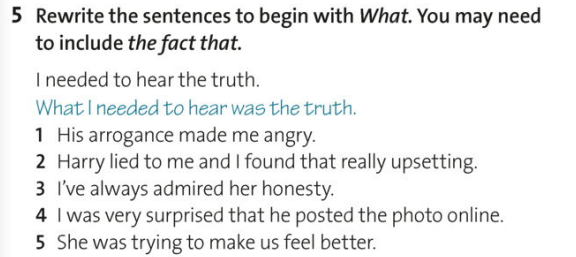 5 Rewrite the sentences to begin with What. You may need
to include the fact that.
I needed to hear the truth.
What I needed to hear was the truth.
1 His arrogance made me angry.
2 Harry lied to me and I found that really upsetting.
3 I've always admired her honesty.
4 I was very surprised that he posted the photo online.
5 She was trying to make us feel better.